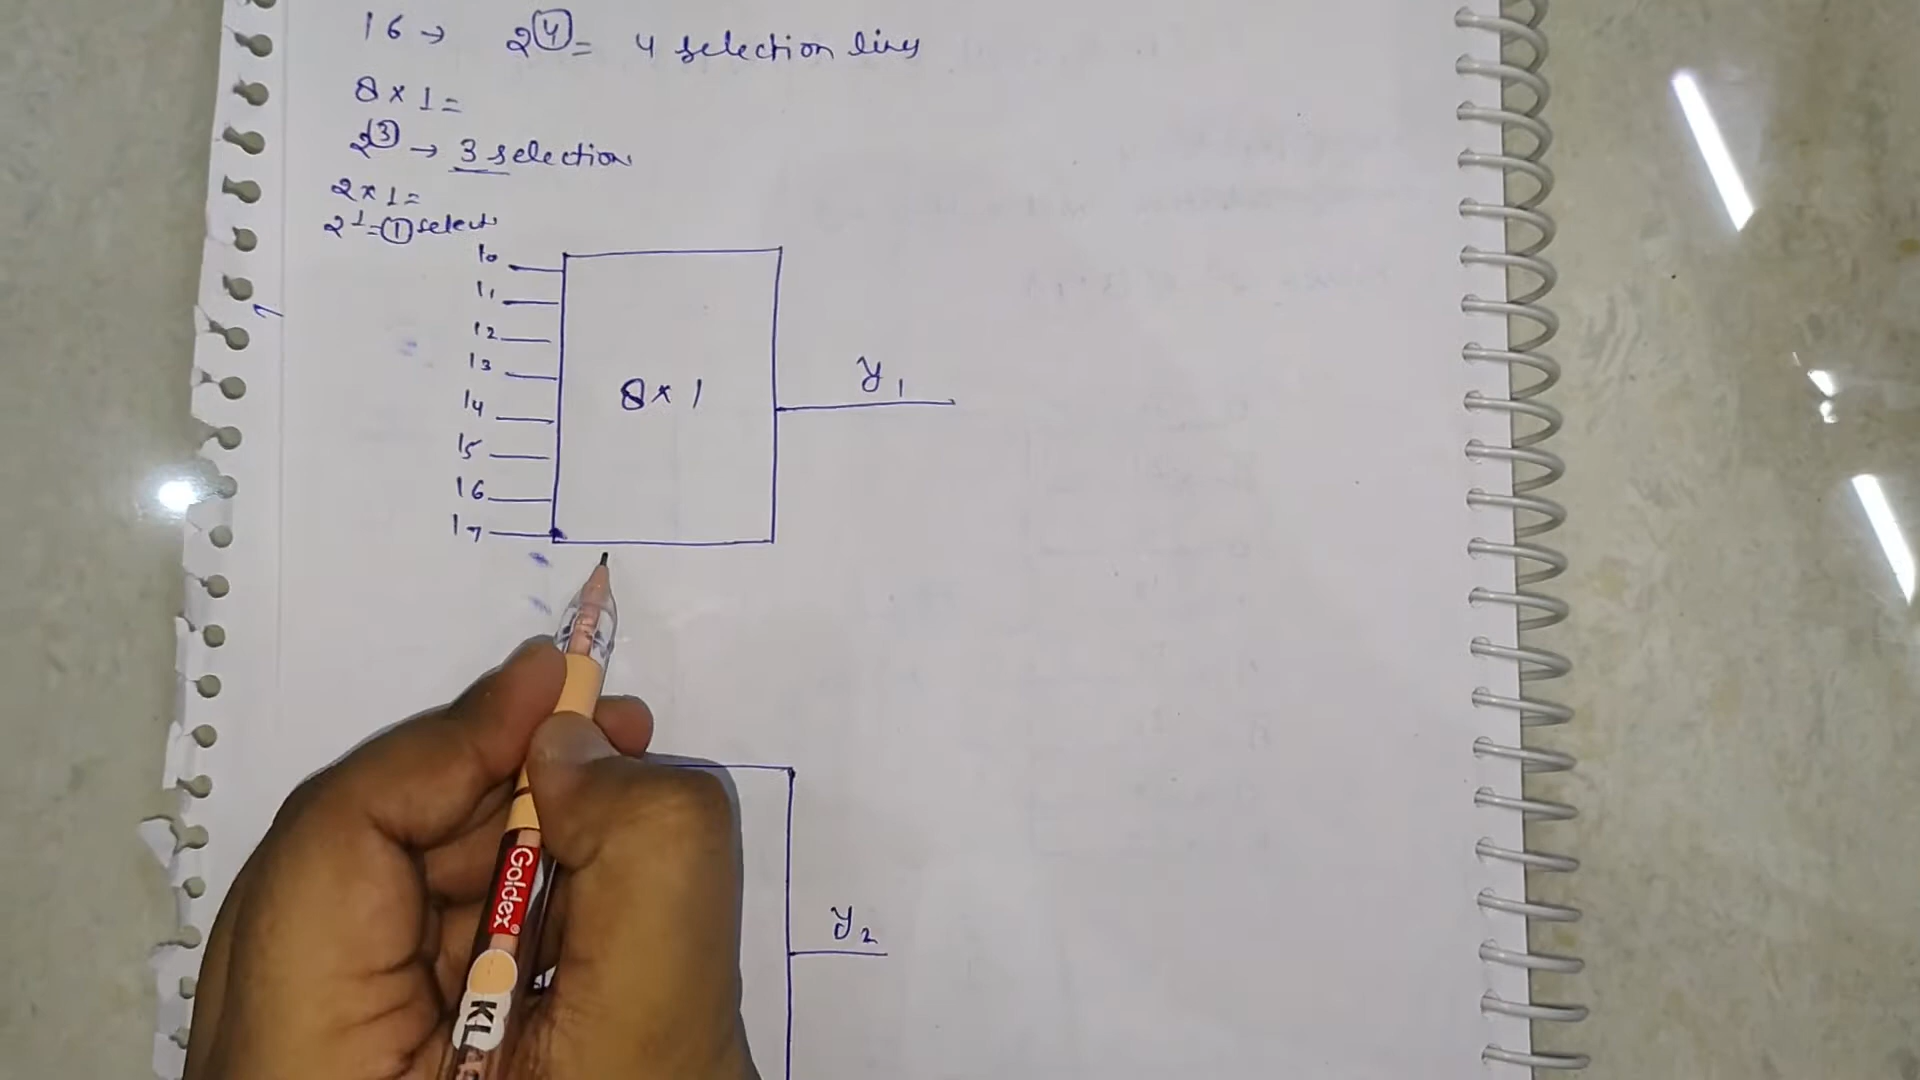 16 → 2④ = 4 selection lines
8 × 1 =
2③ → 3 selection
2 × 1 =
2¹ = ① select
I0
I1
I2
I3
I4
I5
I6
I7
8 × 1
y1
y2
Goldex
KL